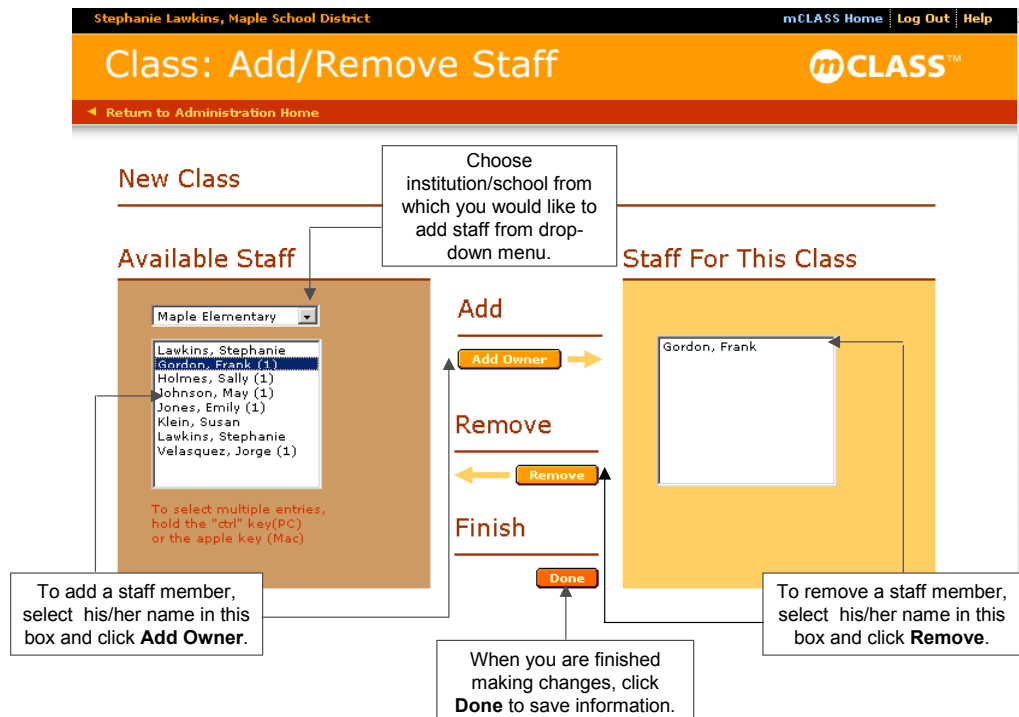 Stephanie Lawkins, Maple School District
mCLASS Home Log Out Help
Class: Add/Remove Staff
mCLASS™
Return to Administration Home
New Class
Choose
institution/school from
which you would like to
add staff from drop-
down menu.
Available Staff
Staff For This Class
Maple Elementary
Lawkins, Stephanie
Gordon, Frank (1)
Holmes, Sally (1)
Johnson, May (1)
Jones, Emily (1)
Klein, Susan
Lawkins, Stephanie
Velasquez, Jorge (1)
To select multiple entries,
hold the "ctrl" key(PC)
or the apple key (Mac)
Add
Add Owner
Remove
Remove
Finish
Done
Gordon, Frank
To add a staff member,
select his/her name in this
box and click Add Owner.
When you are finished
making changes, click
Done to save information.
To remove a staff member,
select his/her name in this
box and click Remove.